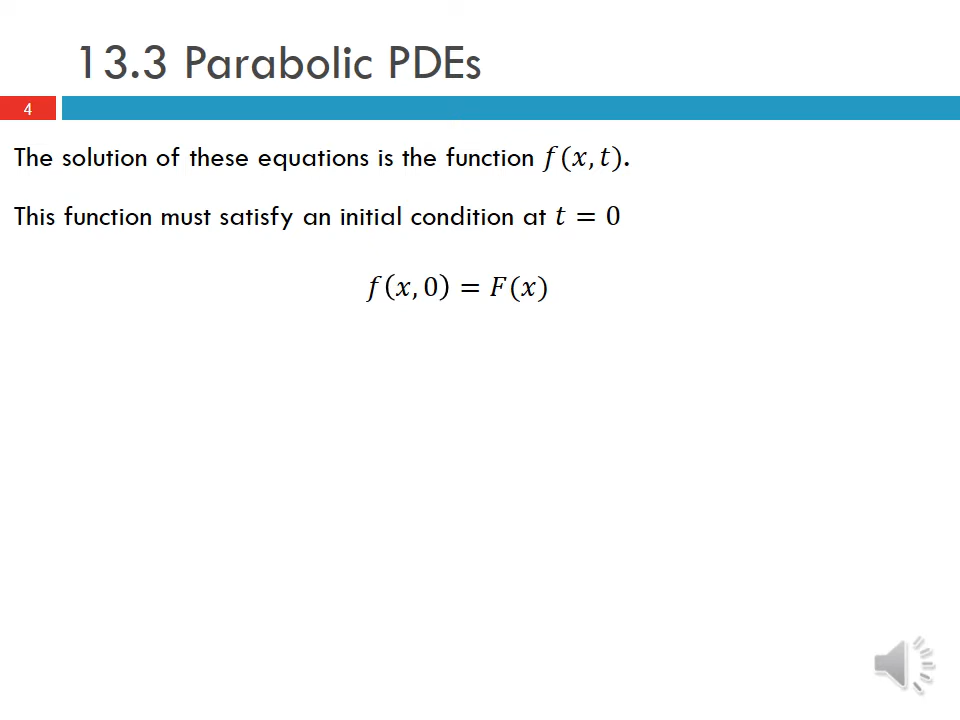 13.3 Parabolic PDEs
4
The solution of these equations is the function 𝑓(𝑥, 𝑡).
This function must satisfy an initial condition at 𝑡 = 0
𝑓(𝑥, 0) = 𝐹(𝑥)